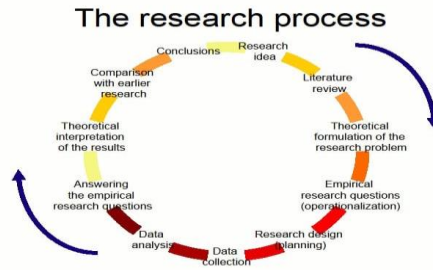 The research process
Research
idea
Literature
review
Theoretical
formulation of the
research problem
Empirical
research questions
(operationalization)
Research design
(planning)
Data
collection
Data
analysis
Answering
the empirical
research questions
Theoretical
interpretation
of the results
Comparison
with earlier
research
Conclusions